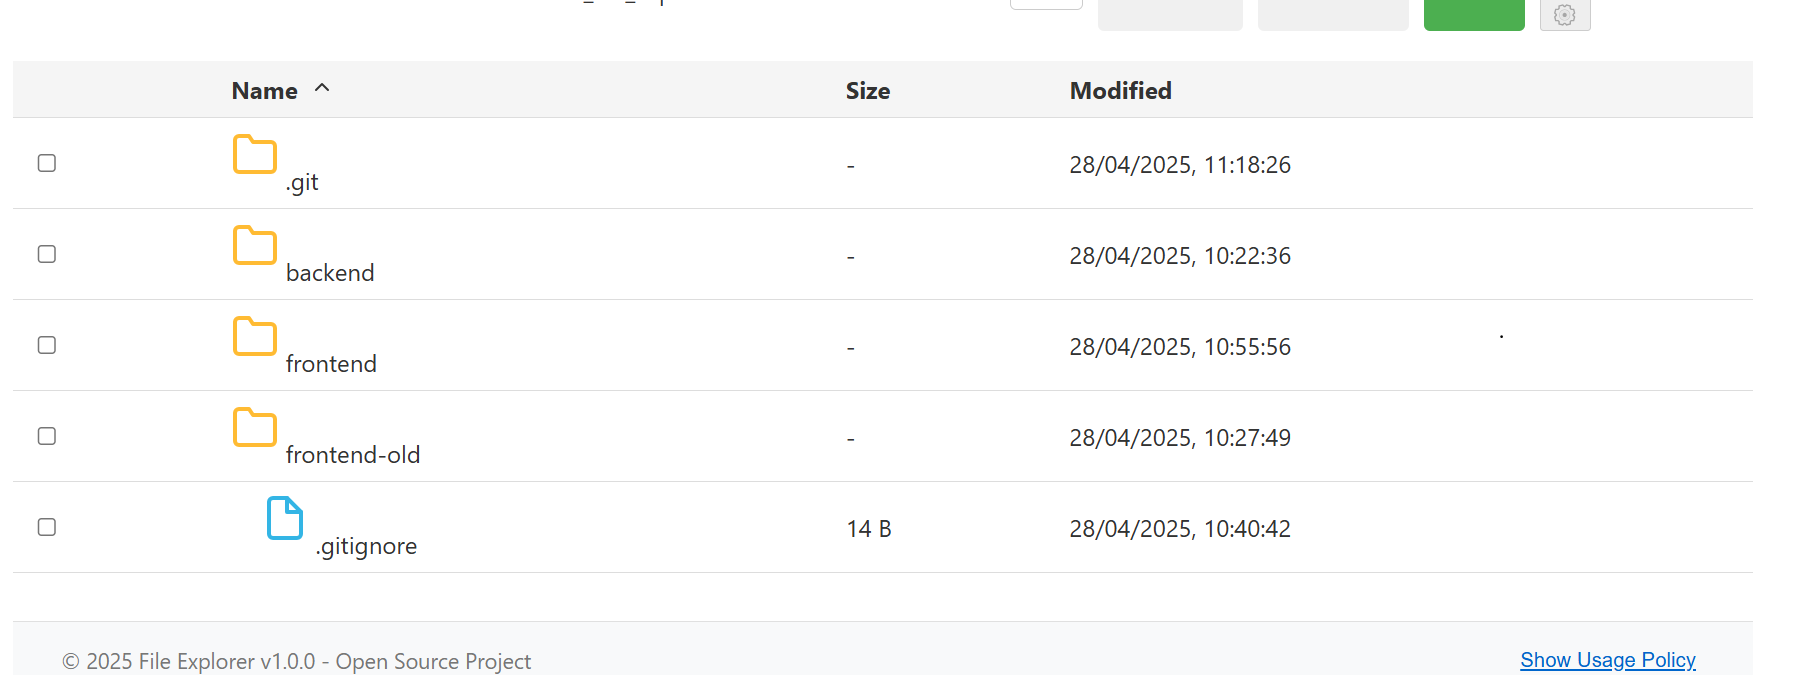 Name Size Modified
.git - 28/04/2025, 11:18:26
backend - 28/04/2025, 10:22:36
frontend - 28/04/2025, 10:55:56
frontend-old - 28/04/2025, 10:27:49
.gitignore 14 B 28/04/2025, 10:40:42
© 2025 File Explorer v1.0.0 - Open Source Project Show Usage Policy